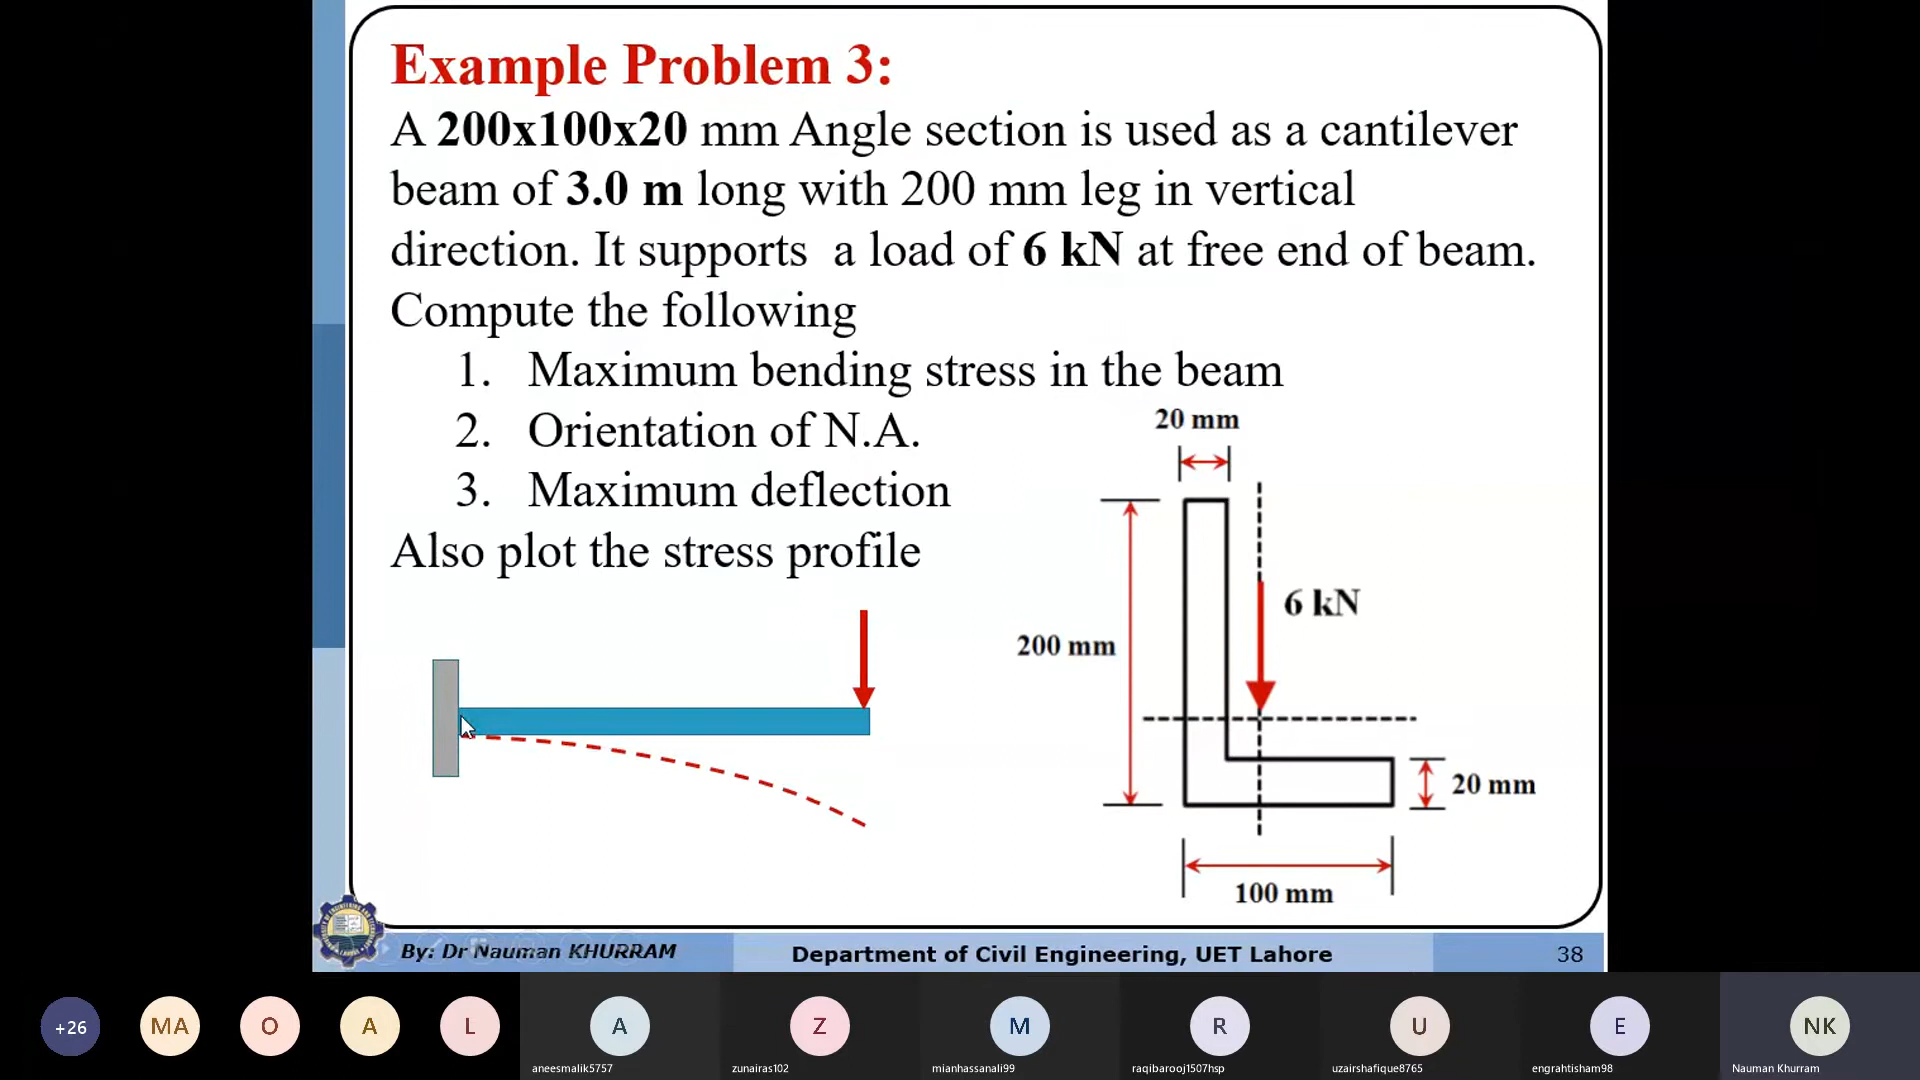 Example Problem 3:
A 200x100x20 mm Angle section is used as a cantilever
beam of 3.0 m long with 200 mm leg in vertical
direction. It supports a load of 6 kN at free end of beam.
Compute the following
1. Maximum bending stress in the beam
2. Orientation of N.A.
3. Maximum deflection
Also plot the stress profile
20 mm
6 kN
200 mm
20 mm
100 mm
By: Dr Nauman KHURRAM
Department of Civil Engineering, UET Lahore
38
+26
MA
O
A
L
A
Z
M
R
U
E
NK
aneesmalik5757
zunairas102
mianhassanali99
raqibarooj1507hsp
uzairshafique8765
engrahtisham98
Nauman Khurram